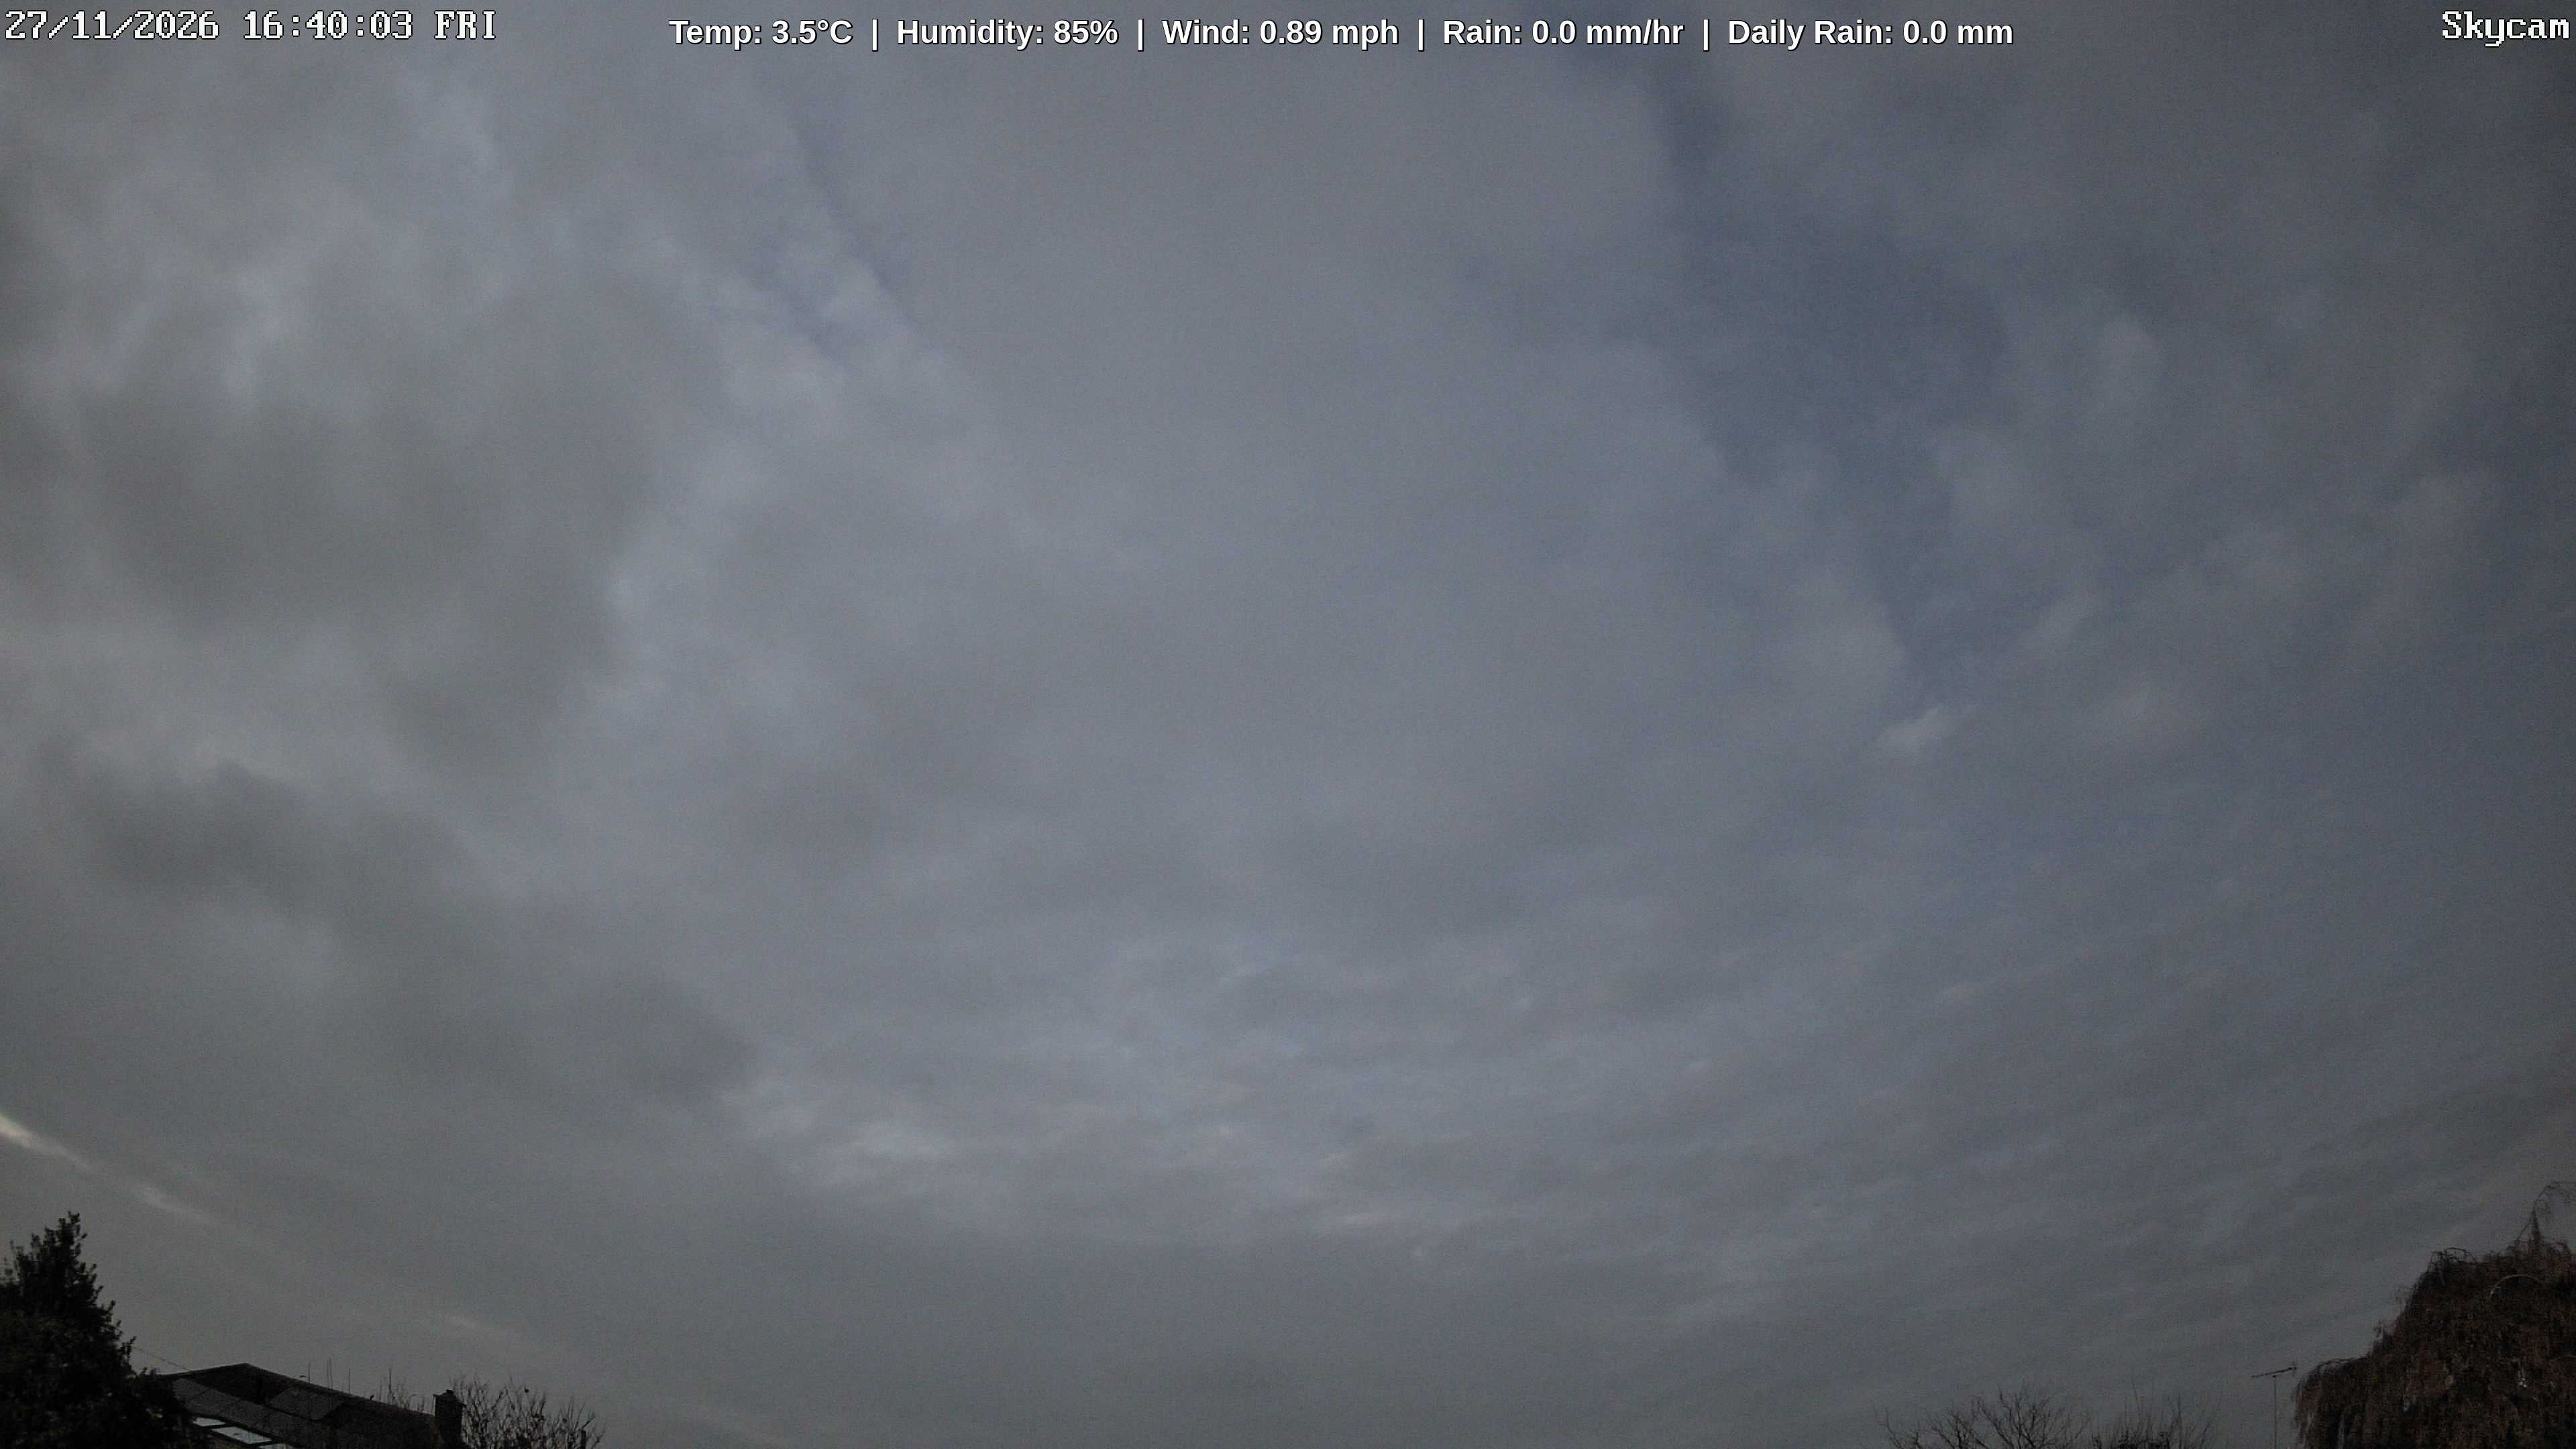 27/11/2026 16:40:03 FRI
Temp: 3.5°C | Humidity: 85% | Wind: 0.89 mph | Rain: 0.0 mm/hr | Daily Rain: 0.0 mm
Skycam